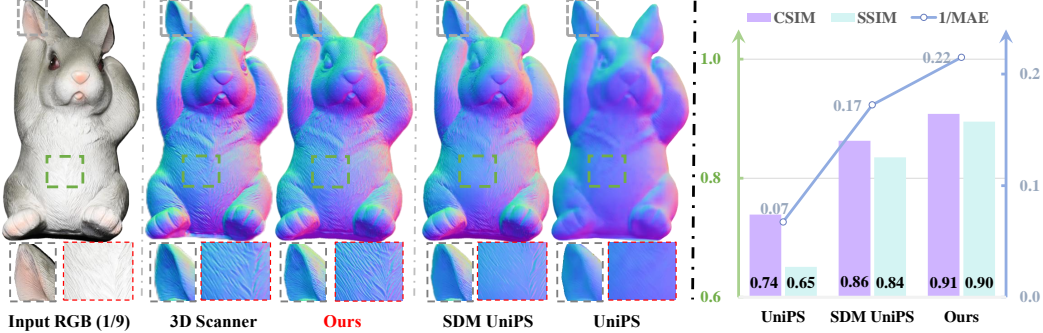 Input RGB (1/9)
3D Scanner
Ours
SDM UniPS
UniPS
CSIM
SSIM
1/MAE
1.0
0.8
0.6
0.07
0.17
0.22
0.74
0.65
0.86
0.84
0.91
0.90
0.2
0.1
0.0
UniPS
SDM UniPS
Ours